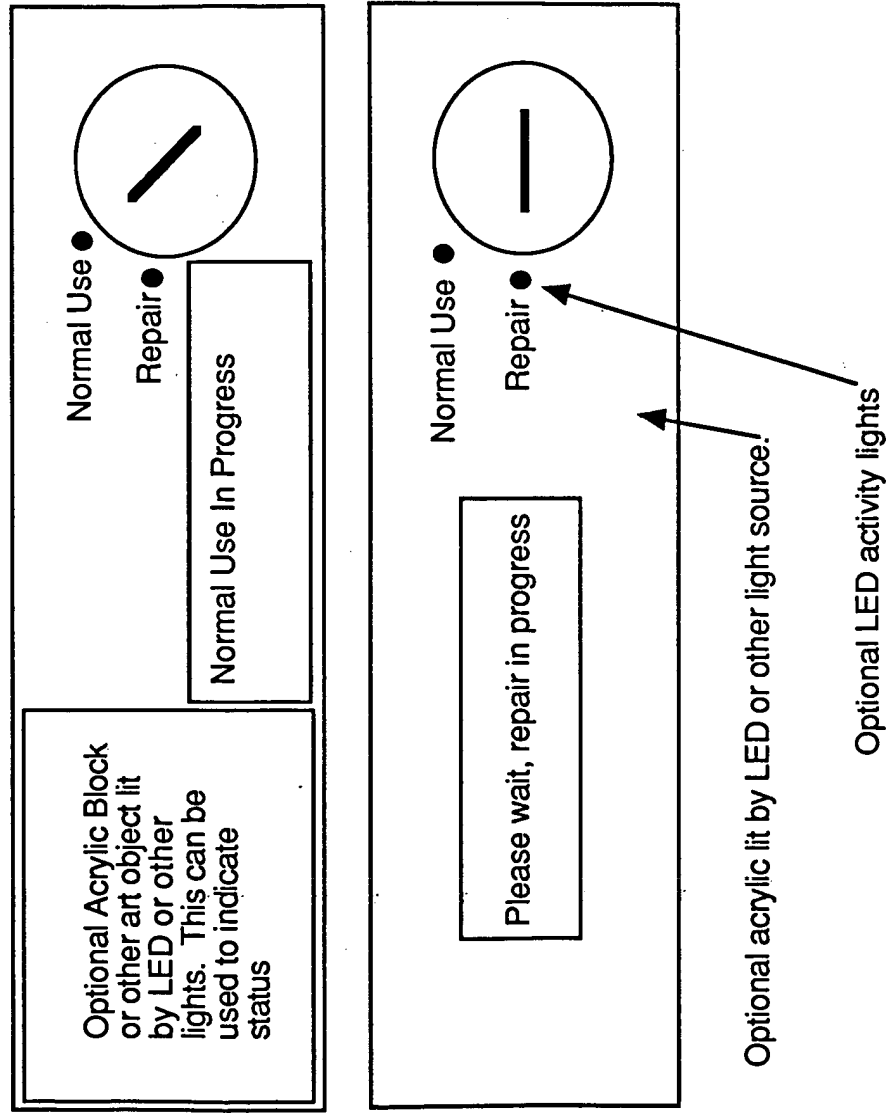 Optional Acrylic Block
or other art object lit
by LED or other
lights. This can be
used to indicate
status
Normal Use
Repair
Normal Use In Progress
Please wait, repair in progress
Normal Use
Repair
Optional acrylic lit by LED or other light source.
Optional LED activity lights